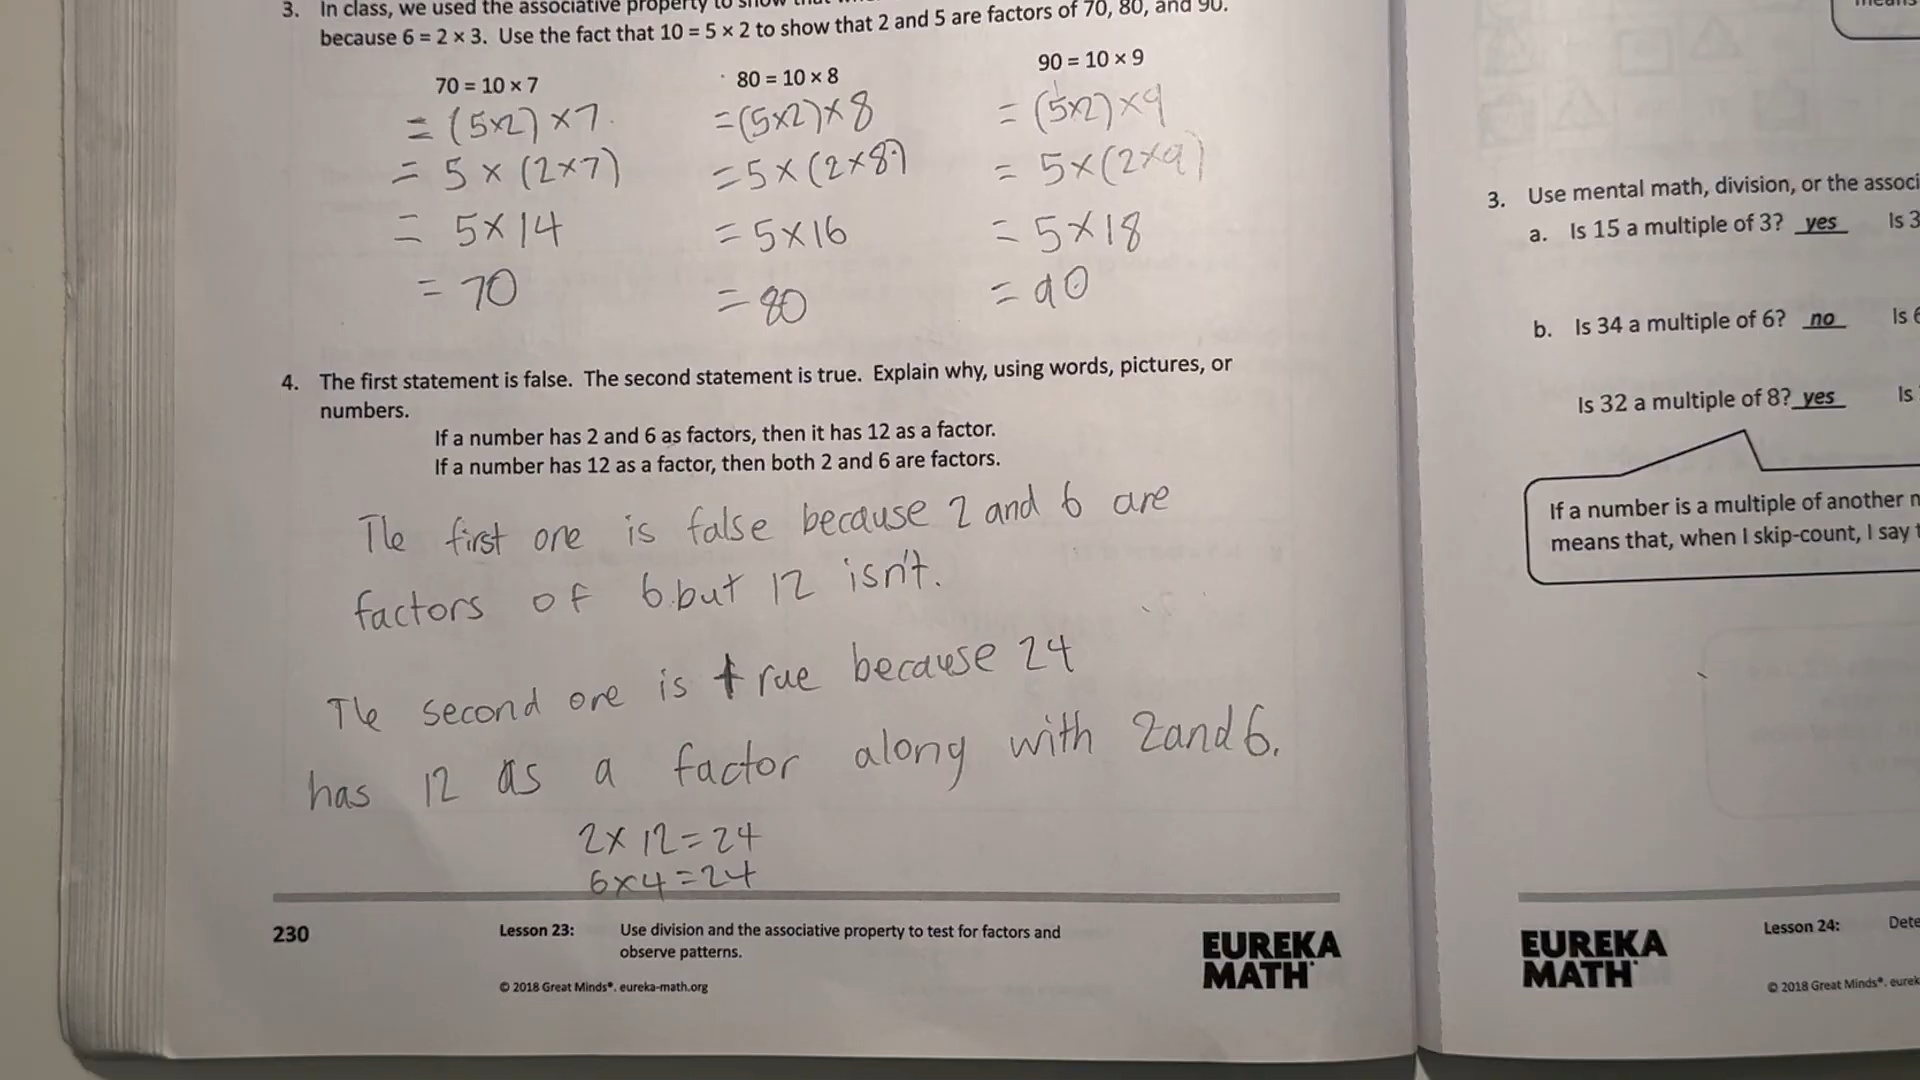 3. In class, we used the associative property to show that
because 6 = 2 × 3. Use the fact that 10 = 5 × 2 to show that 2 and 5 are factors of 70, 80, and 90.
70 = 10 × 7
= (5×2) ×7
= 5 × (2×7)
= 5×14
= 70
80 = 10 × 8
=(5×2)×8
=5×(2×8)
=5×16
=80
90 = 10 × 9
= (5×2)×9
= 5×(2×9)
= 5×18
= 90
4. The first statement is false. The second statement is true. Explain why, using words, pictures, or
numbers.
If a number has 2 and 6 as factors, then it has 12 as a factor.
If a number has 12 as a factor, then both 2 and 6 are factors.
The first one is false because 2 and 6 are
factors of 6 but 12 isn't.
The second one is true because 24
has 12 as a factor along with 2 and 6.
2× 12=24
6×4=24
230
Lesson 23: Use division and the associative property to test for factors and
observe patterns.
© 2018 Great Minds®. eureka-math.org
EUREKA
MATH
means
3. Use mental math, division, or the associ
a. Is 15 a multiple of 3? yes Is 3
b. Is 34 a multiple of 6? no Is 6
Is 32 a multiple of 8? yes Is
If a number is a multiple of another n
means that, when I skip-count, I say t
EUREKA
MATH
Lesson 24: Dete
© 2018 Great Minds®. eurek